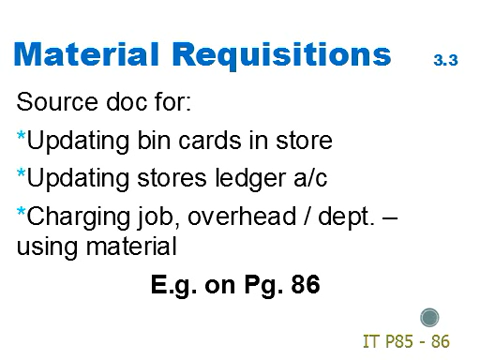 Material Requisitions 3.3
Source doc for:
*Updating bin cards in store
*Updating stores ledger a/c
*Charging job, overhead / dept. –
using material
E.g. on Pg. 86
IT P85 - 86